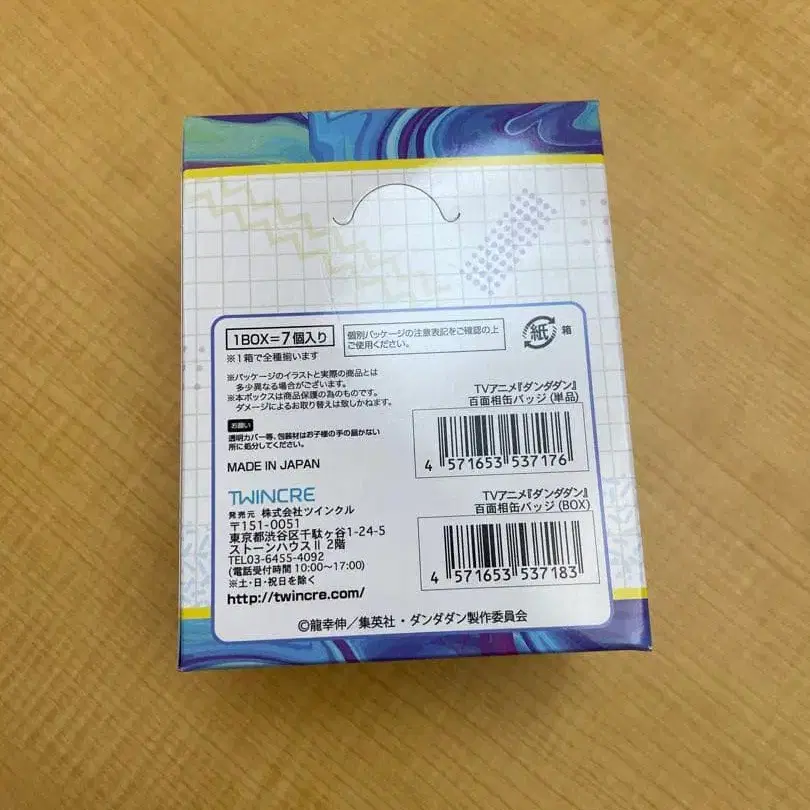 1BOX=7個入り
個別パッケージの注意表記をご確認の上
ご使用ください。
紙
箱
※1箱で全種揃います
※パッケージのイラストと実際の商品とは
多少異なる場合がございます。
※本ボックスは商品保護の為のものです。
ダメージによるお取り替えは致しかねます。
お願い
透明カバー等、包装材はお子様の手の届かない
所に処分してください。
MADE IN JAPAN
TWINCRE
発売元 株式会社ツインクル
〒151-0051
東京都渋谷区千駄ヶ谷1-24-5
ストーンハウスⅡ 2階
TEL03-6455-4092
(電話受付時間 10:00〜17:00)
※土・日・祝日を除く
http://twincre.com/
TVアニメ『ダンダダン』
百面相缶バッジ(単品)
4 571653 537176
TVアニメ『ダンダダン』
百面相缶バッジ(BOX)
4 571653 537183
©龍幸伸／集英社・ダンダダン製作委員会